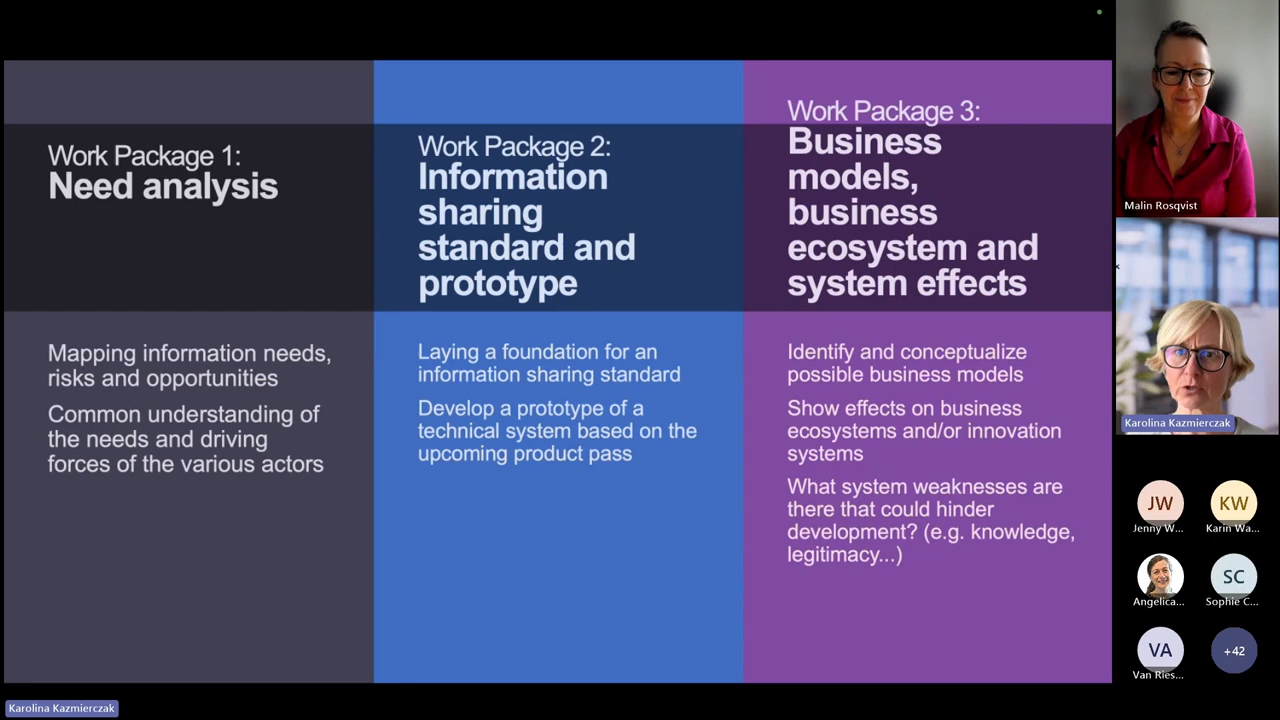 Work Package 1:
Need analysis
Mapping information needs,
risks and opportunities
Common understanding of
the needs and driving
forces of the various actors
Work Package 2:
Information
sharing
standard and
prototype
Laying a foundation for an
information sharing standard
Develop a prototype of a
technical system based on the
upcoming product pass
Work Package 3:
Business
models,
business
ecosystem and
system effects
Identify and conceptualize
possible business models
Show effects on business
ecosystems and/or innovation
systems
What system weaknesses are
there that could hinder
development? (e.g. knowledge,
legitimacy...)
Malin Rosqvist
Karolina Kazmierczak
JW
Jenny W...
KW
Karin Wa...
Angelica...
SC
Sophie C...
VA
Van Ries...
+42
Karolina Kazmierczak